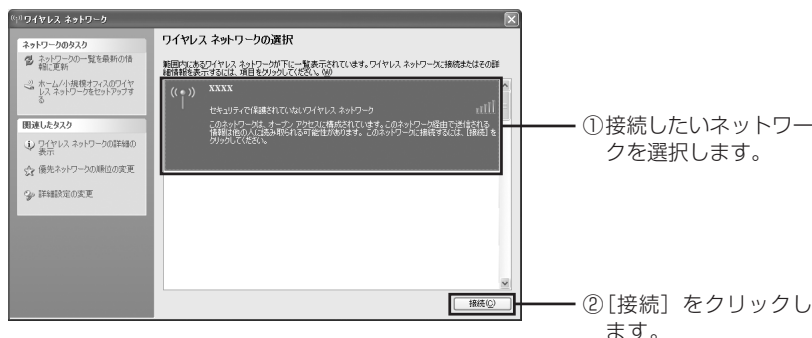 ワイヤレス ネットワーク
ネットワークのタスク
ネットワークの一覧を最新の情
報に更新
ホーム/小規模オフィスのワイヤ
レス ネットワークをセットアップす
る
関連したタスク
ワイヤレス ネットワークの詳細の
表示
優先ネットワークの順位の変更
詳細設定の変更
ワイヤレス ネットワークの選択
範囲内にあるワイヤレス ネットワークが下に一覧表示されています。ワイヤレス ネットワークに接続またはその詳
細情報を表示するには、項目をクリックしてください。(W)
XXXX
セキュリティで保護されていないワイヤレス ネットワーク
このネットワークは、オープン アクセスに構成されています。このネットワーク経由で送信される
情報は他の人に読み取られる可能性があります。このネットワークに接続するには、[接続] を
クリックしてください。
接続(C)
①接続したいネットワー
クを選択します。
②[接続] をクリックし
ます。